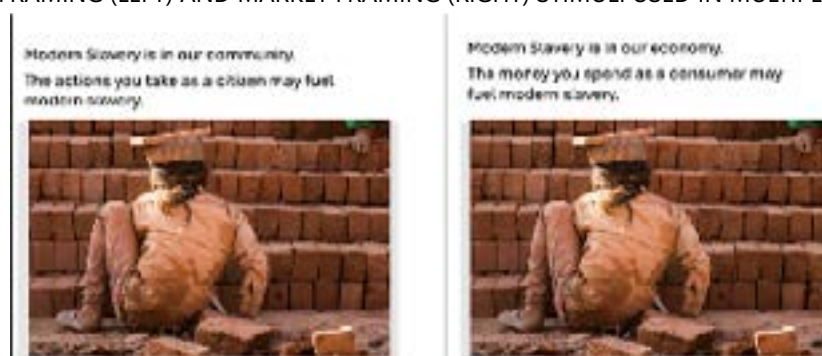 FRAMING (LEFT) AND MARKET FRAMING (RIGHT) STIMULI USED IN MULTIPL
Modern Slavery is in our community.
The actions you take as a citizen may fuel
modern slavery.
Modern Slavery is in our economy.
The money you spend as a consumer may
fuel modern slavery.